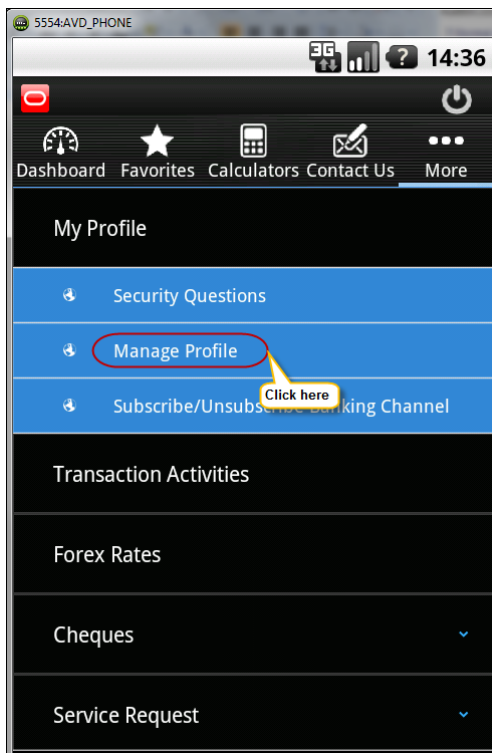 5554:AVD_PHONE
3G ? 14:36
Dashboard Favorites Calculators Contact Us More
My Profile
Security Questions
Manage Profile
Click here
Subscribe/Unsubscribe Banking Channel
Transaction Activities
Forex Rates
Cheques
Service Request